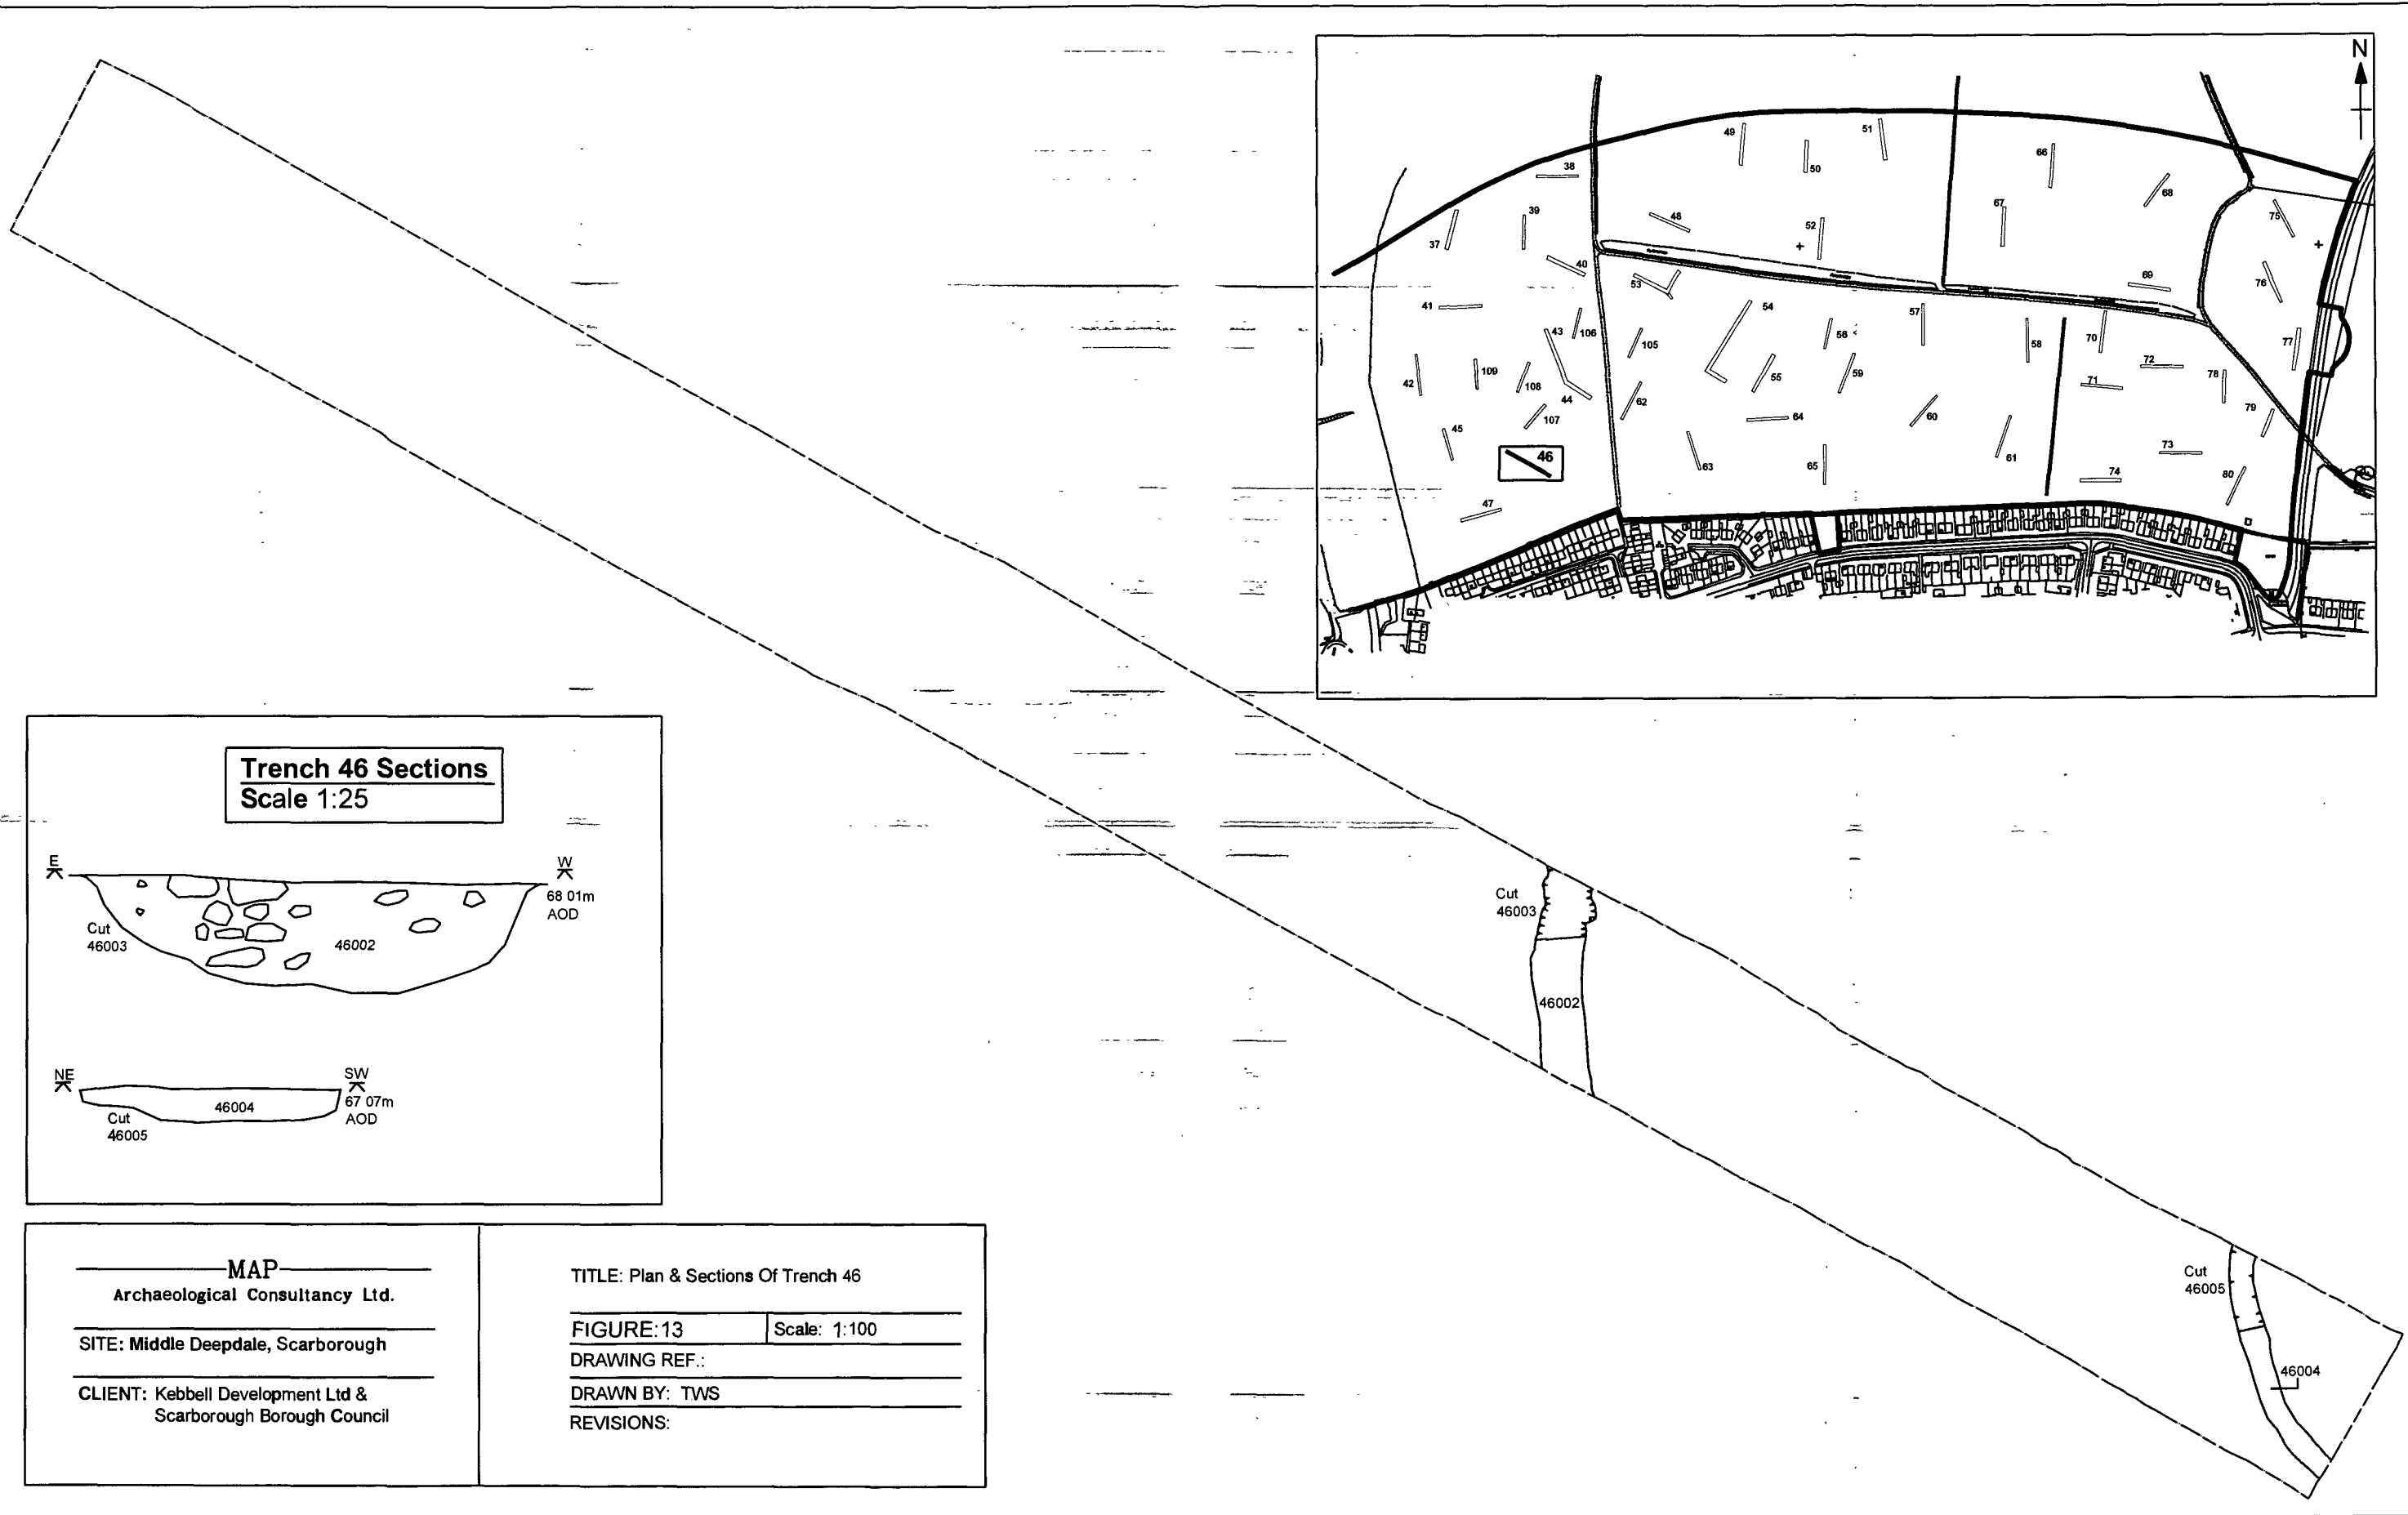 N
49
51
50
66
38
68
67
75
39
48
52
37
40
69
76
53
41
54
57
43
106
56
58
70
77
105
72
109
42
108
55
59
71
78
44
62
107
64
60
79
45
46
63
65
61
73
74
80
47
Trench 46 Sections
Scale 1:25
E
W
68 01m
AOD
Cut
46003
46002
NE
SW
67 07m
AOD
46004
Cut
46005
Cut
46003
46002
Cut
46005
46004
MAP
Archaeological Consultancy Ltd.
SITE: Middle Deepdale, Scarborough
CLIENT: Kebbell Development Ltd &
Scarborough Borough Council
TITLE: Plan & Sections Of Trench 46
FIGURE:13 Scale: 1:100
DRAWING REF.:
DRAWN BY: TWS
REVISIONS: